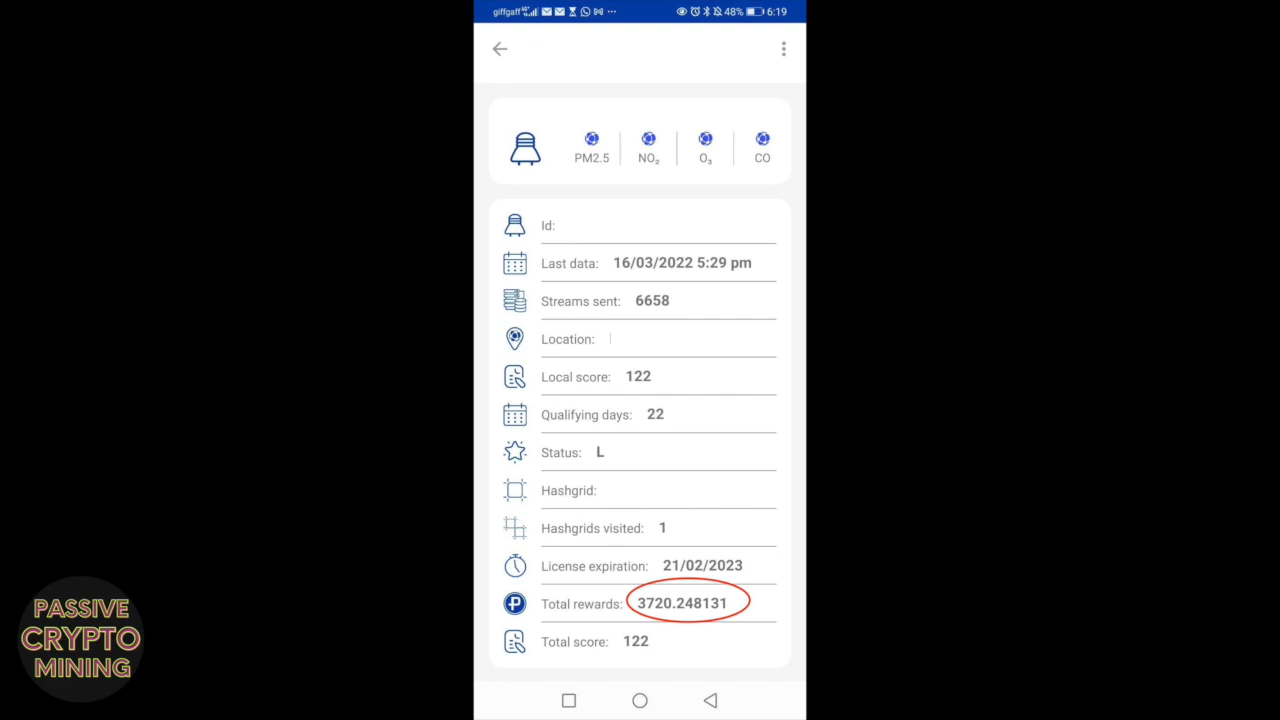 giffgaff 4G ... 48% 6:19
PM2.5 NO₂ O₃ CO
Id:
Last data: 16/03/2022 5:29 pm
Streams sent: 6658
Location:
Local score: 122
Qualifying days: 22
Status: L
Hashgrid:
Hashgrids visited: 1
License expiration: 21/02/2023
Total rewards: 3720.248131
Total score: 122
PASSIVE
CRYPTO
MINING